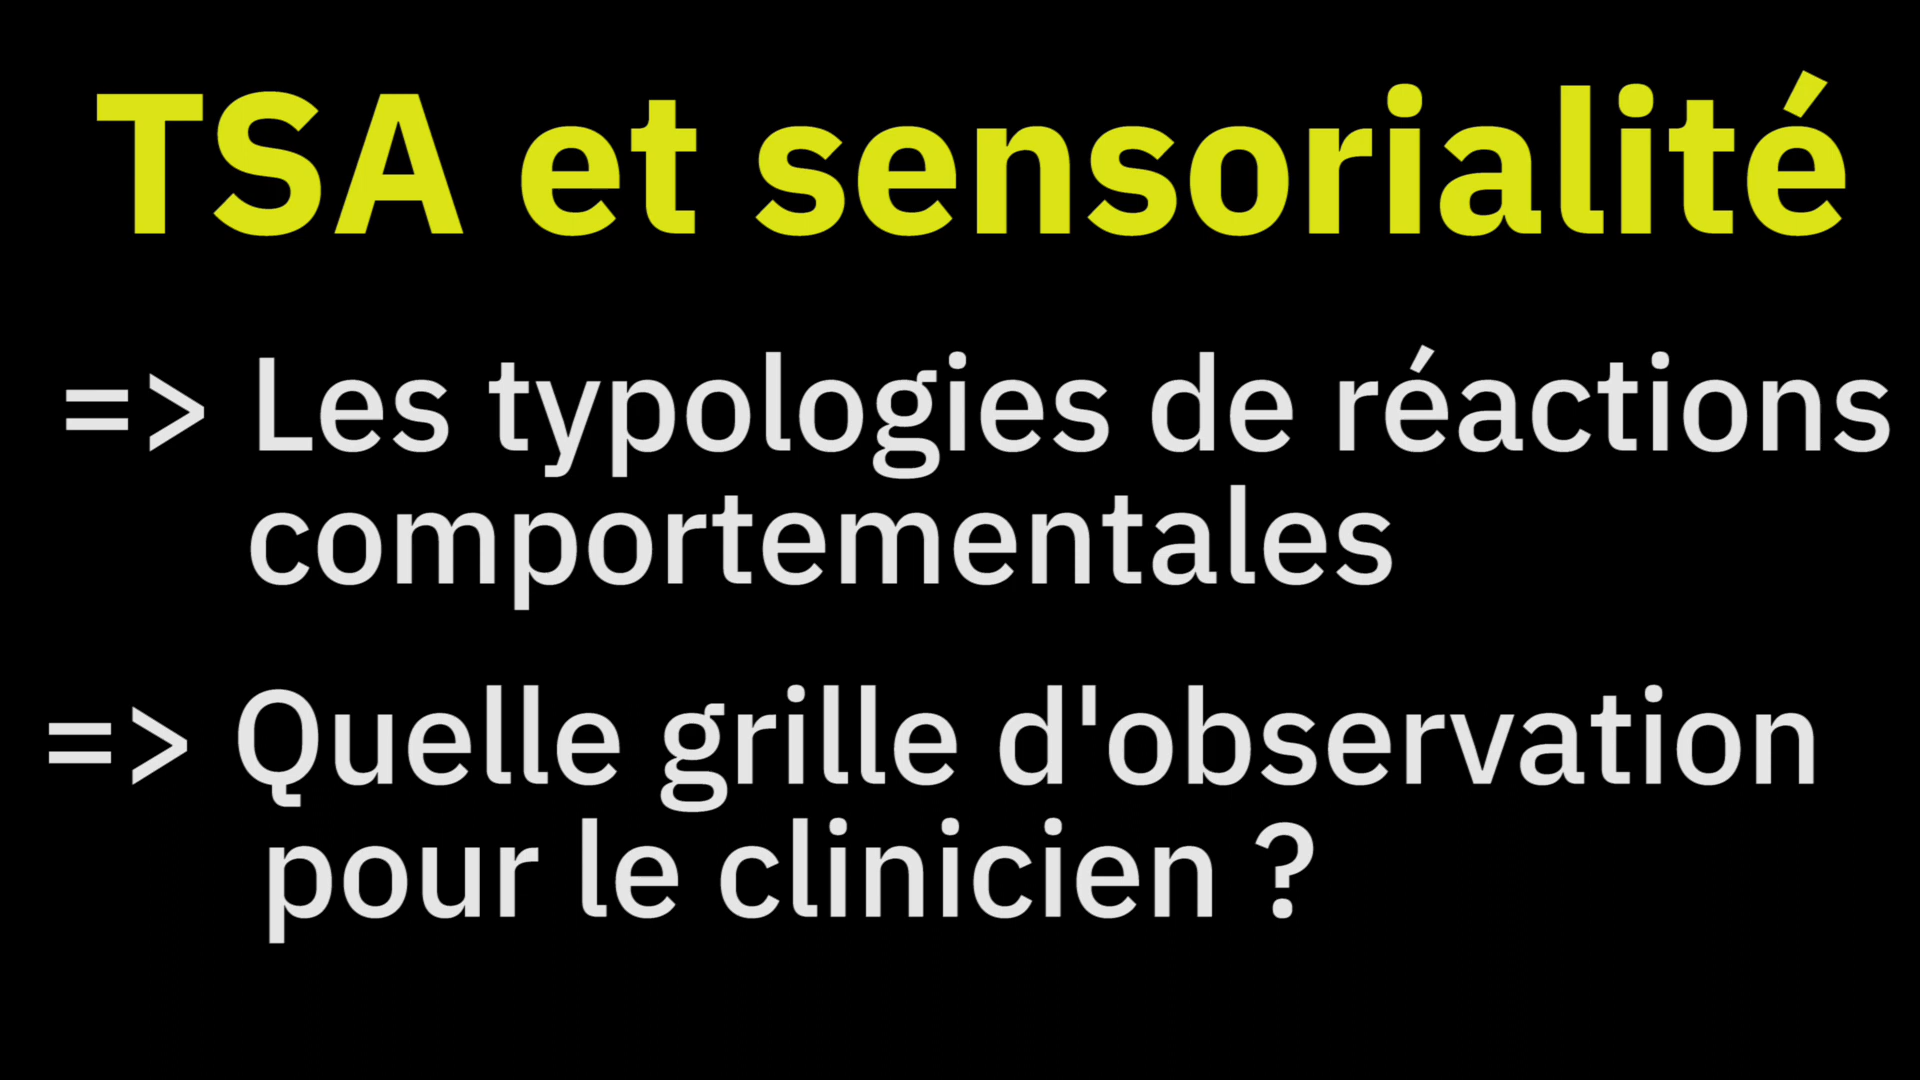 TSA et sensorialité
=> Les typologies de réactions
comportementales
=> Quelle grille d'observation
pour le clinicien ?